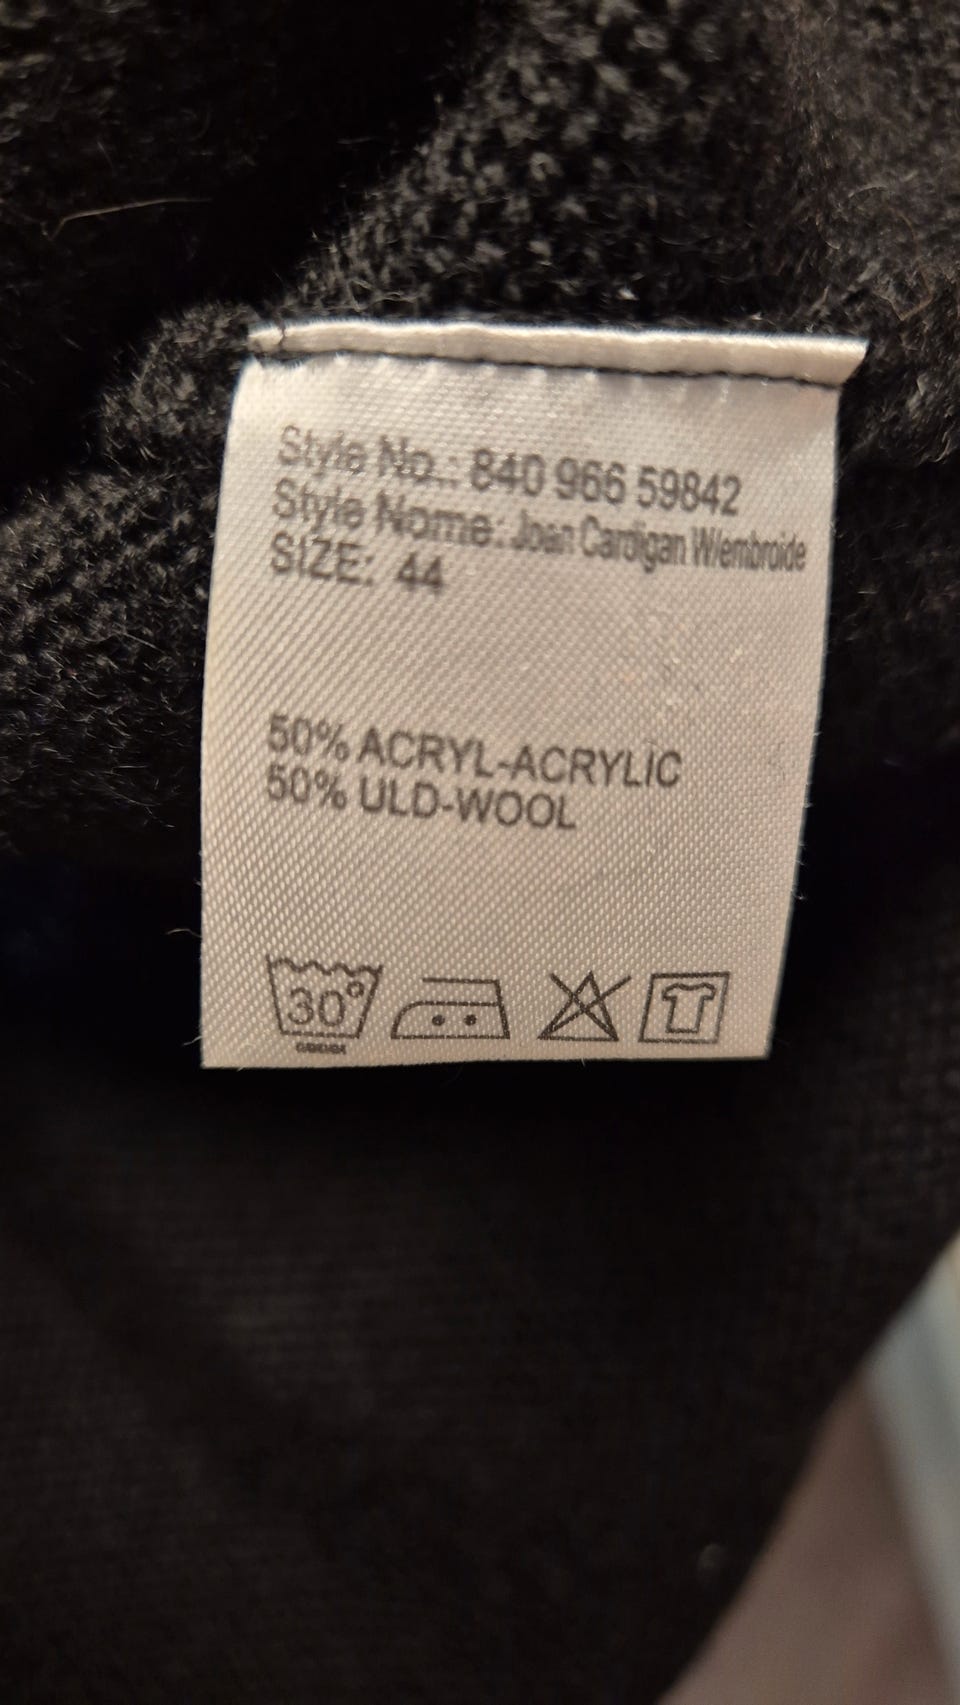 Style No.: 840 966 59842
Style Nome: Joan Cardigan W/embroide
SIZE: 44
50% ACRYL-ACRYLIC
50% ULD-WOOL
30°